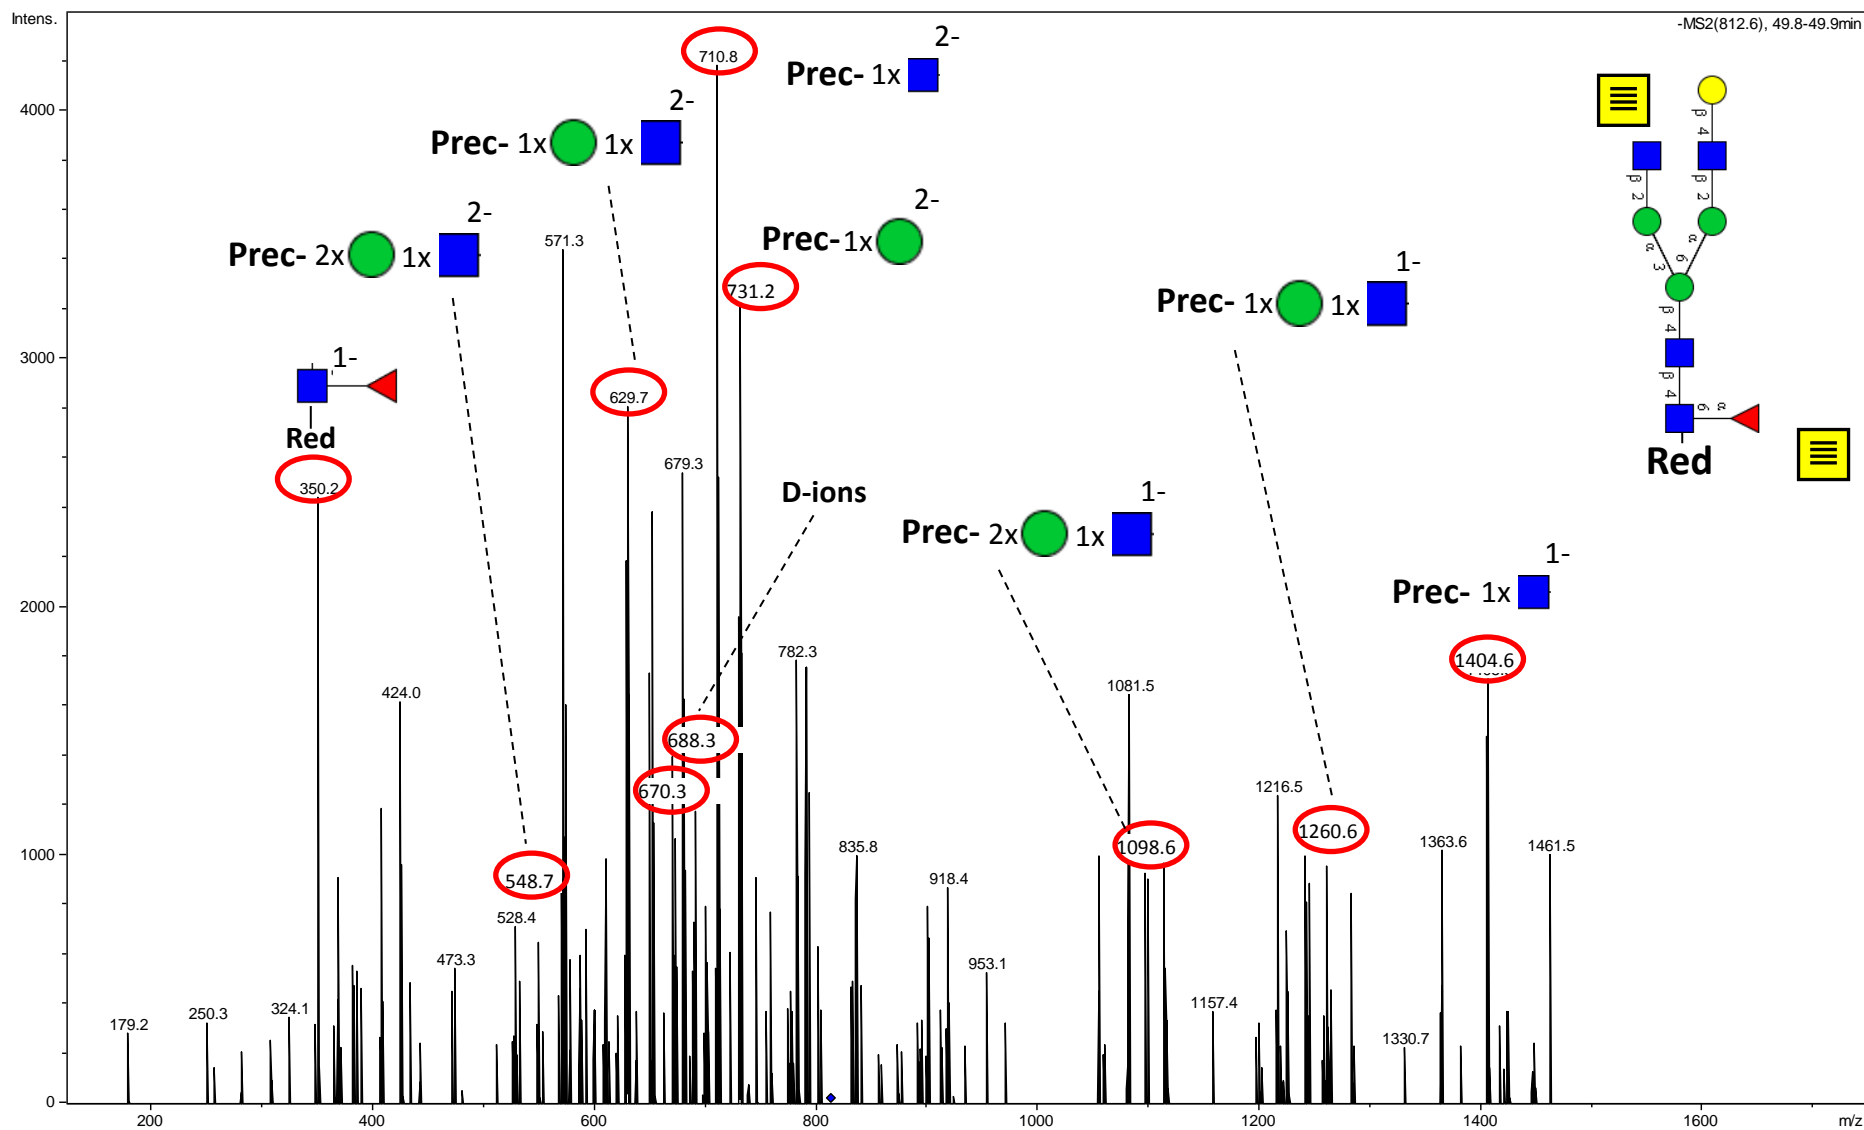 Intens.
-MS2(812.6), 49.8-49.9min
710.8
2-
Prec- 1x
2-
Prec- 1x 1x
4000
β 4
β 2
β 2
2-
Prec- 2x 1x
571.3
2-
Prec- 1x
731.2
α 3
α 6
1-
Prec- 1x 1x
β 4
3000
1-
Red
629.7
β 4
6 α
Red
350.2
679.3
D-ions
1-
Prec- 2x 1x
1-
Prec- 1x
2000
782.3
1404.6
424.0
1081.5
688.3
670.3
1216.5
1260.6
1098.6
1363.6
1461.5
1000
835.8
548.7
918.4
528.4
473.3
953.1
1157.4
324.1
250.3
179.2
1330.7
0
200
400
600
800
1000
1200
1400
1600
m/z